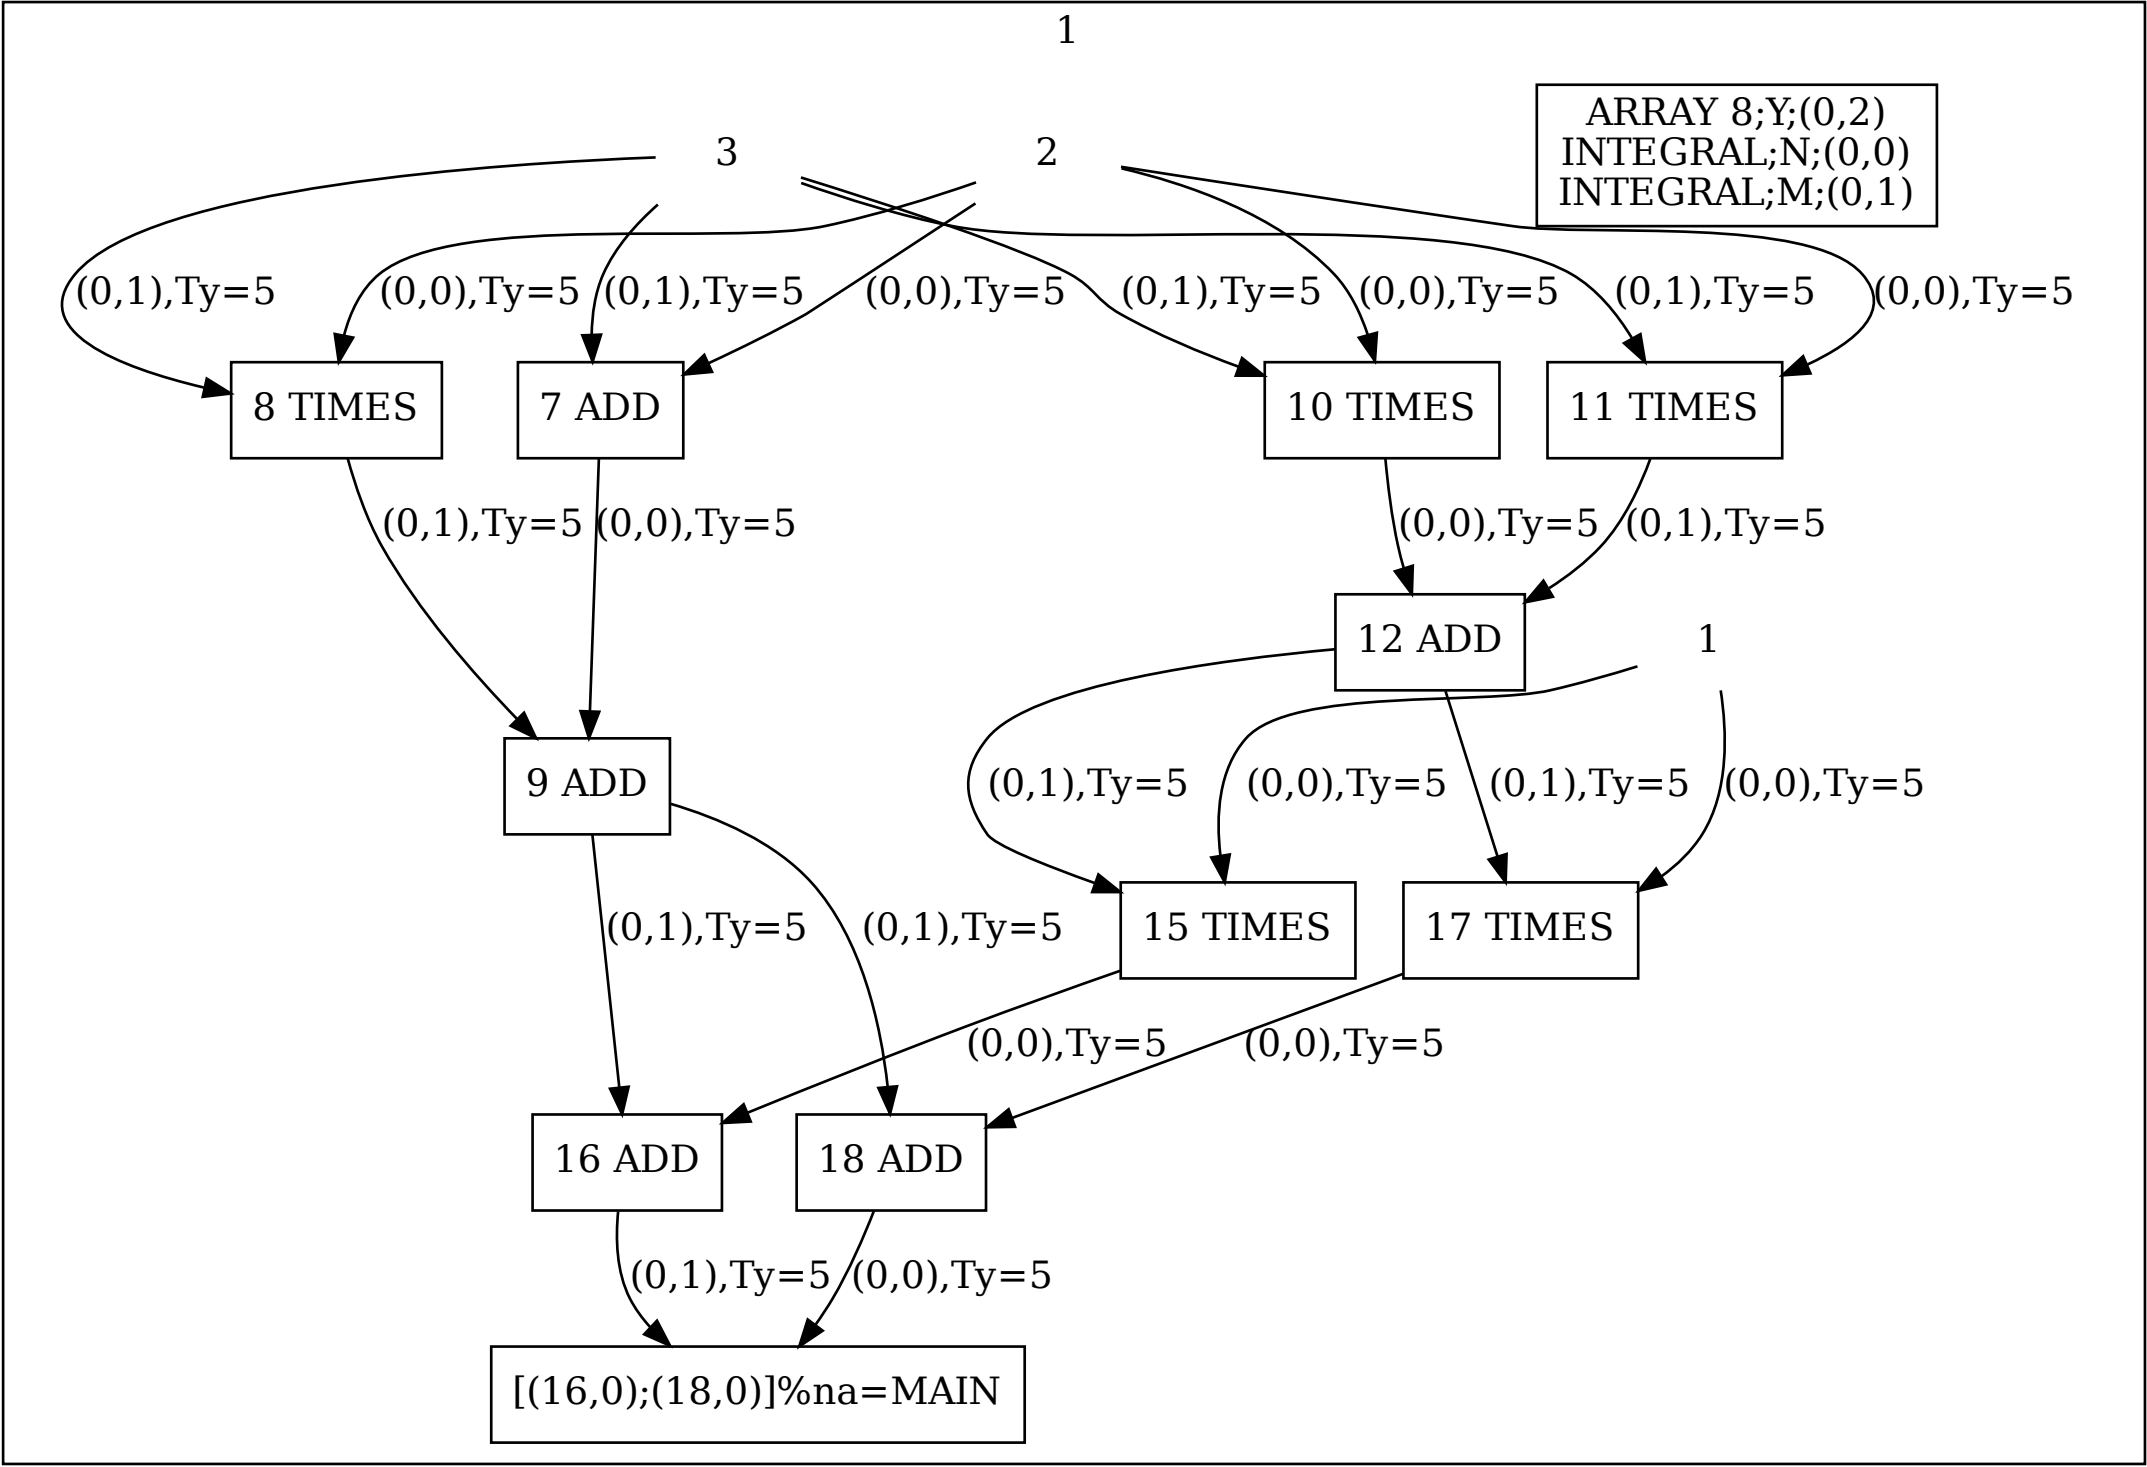 1
3
2
ARRAY 8;Y;(0,2)
INTEGRAL;N;(0,0)
INTEGRAL;M;(0,1)
(0,1),Ty=5
(0,0),Ty=5
(0,1),Ty=5
(0,0),Ty=5
(0,1),Ty=5
(0,0),Ty=5
(0,1),Ty=5
(0,0),Ty=5
8 TIMES
7 ADD
10 TIMES
11 TIMES
(0,1),Ty=5
(0,0),Ty=5
(0,0),Ty=5
(0,1),Ty=5
12 ADD
1
9 ADD
(0,1),Ty=5
(0,0),Ty=5
(0,1),Ty=5
(0,0),Ty=5
(0,1),Ty=5
(0,1),Ty=5
15 TIMES
17 TIMES
(0,0),Ty=5
(0,0),Ty=5
16 ADD
18 ADD
(0,1),Ty=5
(0,0),Ty=5
[(16,0);(18,0)]%na=MAIN